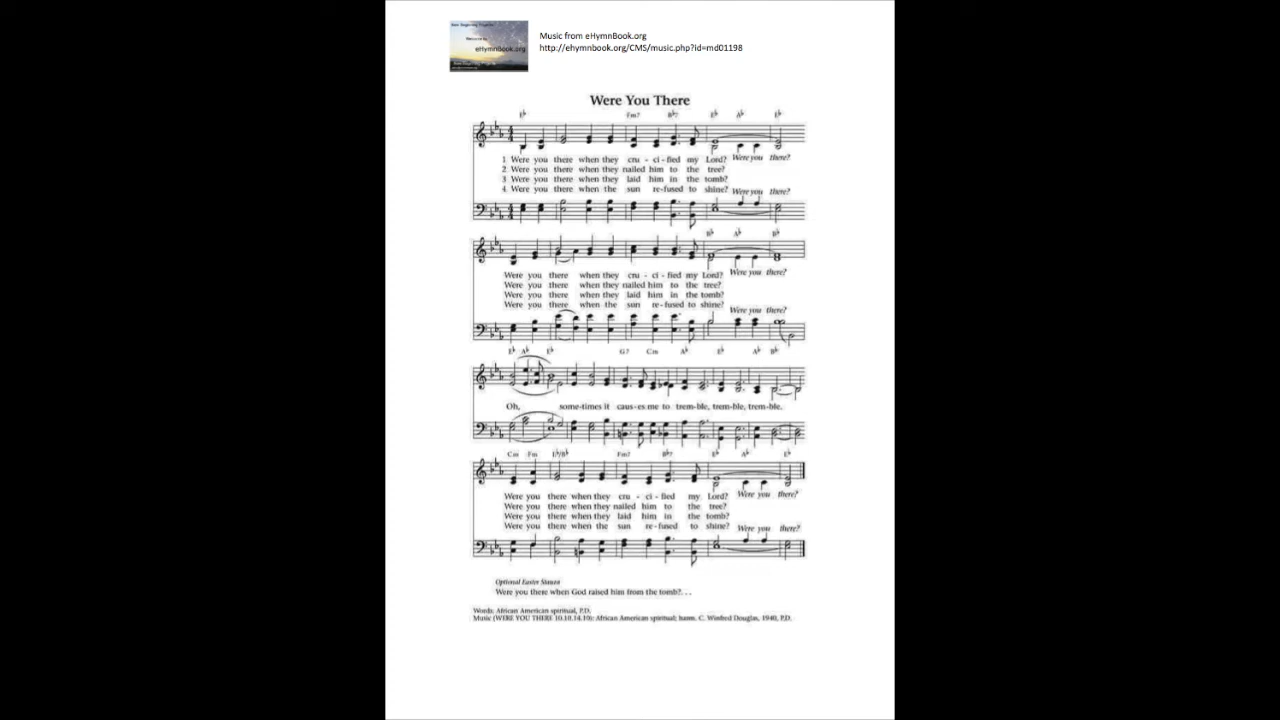 eHymnBook.org
Music from eHymnBook.org
http://ehymnbook.org/CMS/music.php?id=md01198
Were You There
E♭ Fm7 B♭7 E♭ A♭ E♭
1 Were you there when they cru - ci - fied my Lord? Were you there?
2 Were you there when they nailed him to the tree?
3 Were you there when they laid him in the tomb?
4 Were you there when the sun re-fused to shine? Were you there?
B♭ A♭ B♭
Were you there when they cru - ci - fied my Lord? Were you there?
Were you there when they nailed him to the tree?
Were you there when they laid him in the tomb?
Were you there when the sun re-fused to shine? Were you there?
E♭ A♭ E♭ G7 Cm A♭ E♭ A♭ B♭
Oh, some-times it caus-es me to trem-ble, trem-ble, trem-ble.
Cm Fm E♭/B♭ Fm7 B♭7 E♭ A♭ E♭
Were you there when they cru - ci - fied my Lord? Were you there?
Were you there when they nailed him to the tree?
Were you there when they laid him in the tomb?
Were you there when the sun re-fused to shine? Were you there?
Optional Easter Stanza
Were you there when God raised him from the tomb?. . .
Words: African American spiritual, P.D.
Music (WERE YOU THERE 10.10.14.10): African American spiritual; harm. C. Winfred Douglas, 1940, P.D.